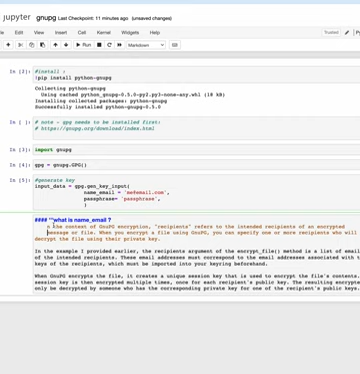 jupyter gnupg Last Checkpoint: 11 minutes ago (unsaved changes)
Edit View Insert Cell Kernel Widgets Help
Trusted
Run Markdown
In [2]: #install :
!pip install python-gnupg
Collecting python-gnupg
Using cached python_gnupg-0.5.0-py2.py3-none-any.whl (18 kB)
Installing collected packages: python-gnupg
Successfully installed python-gnupg-0.5.0
In [ ]: # note - gpg needs to be installed first:
# https://gnupg.org/download/index.html
In [3]: import gnupg
In [4]: gpg = gnupg.GPG()
In [5]: #generate key
input_data = gpg.gen_key_input(
name_email = 'me@email.com',
passphrase= 'passphrase',
)
#### "'what is name_email ?
n the context of GnuPG encryption, "recipients" refers to the intended recipients of an encrypted
message or file. When you encrypt a file using GnuPG, you can specify one or more recipients who will
decrypt the file using their private key.
In the example I provided earlier, the recipients argument of the encrypt_file() method is a list of email
of the intended recipients. These email addresses must correspond to the email addresses associated with t
keys of the recipients, which must be imported into your keyring beforehand.
When GnuPG encrypts the file, it creates a unique session key that is used to encrypt the file's contents.
session key is then encrypted multiple times, once for each recipient's public key. The resulting encrypte
only be decrypted by someone who has the corresponding private key for one of the recipient's public keys.